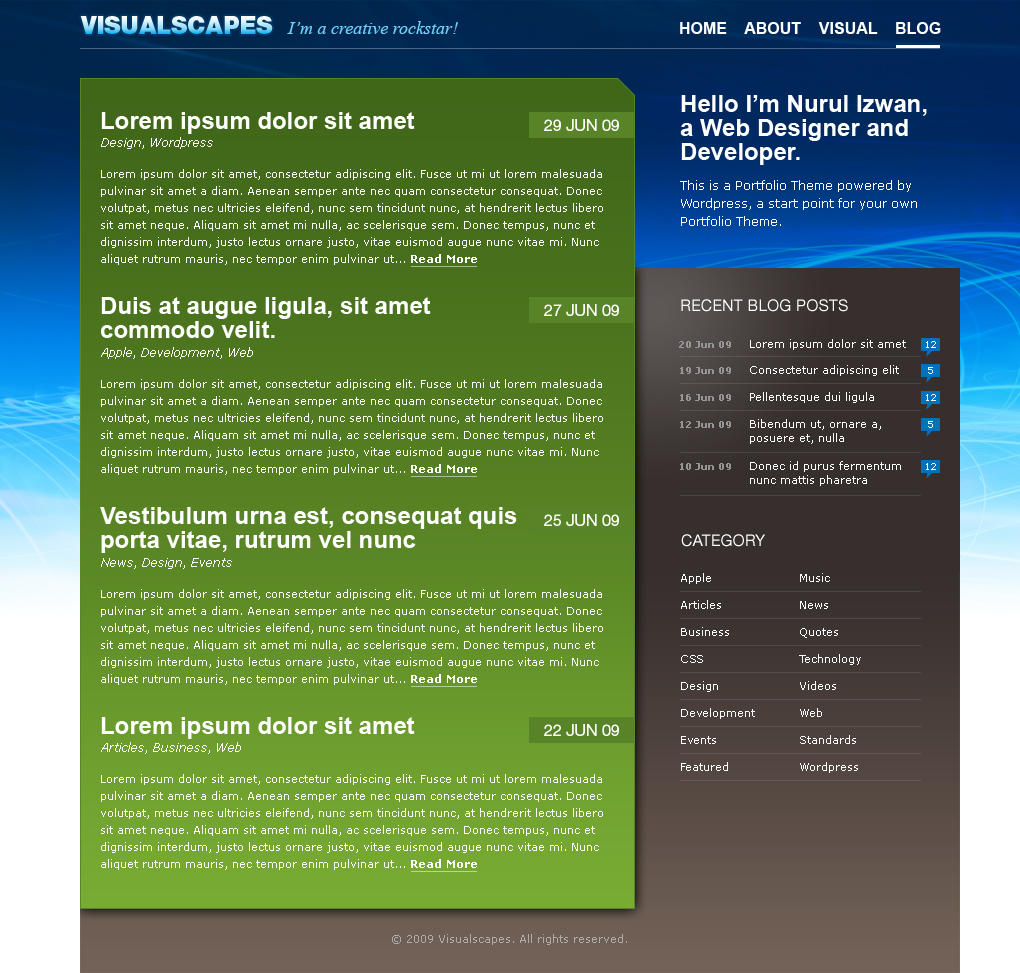 VISUALSCAPES I'm a creative rockstar!
HOME ABOUT VISUAL BLOG
Lorem ipsum dolor sit amet
29 JUN 09
Design, Wordpress
Lorem ipsum dolor sit amet, consectetur adipiscing elit. Fusce ut mi ut lorem malesuada
pulvinar sit amet a diam. Aenean semper ante nec quam consectetur consequat. Donec
volutpat, metus nec ultricies eleifend, nunc sem tincidunt nunc, at hendrerit lectus libero
sit amet neque. Aliquam sit amet mi nulla, ac scelerisque sem. Donec tempus, nunc et
dignissim interdum, justo lectus ornare justo, vitae euismod augue nunc vitae mi. Nunc
aliquet rutrum mauris, nec tempor enim pulvinar ut... Read More
Duis at augue ligula, sit amet
commodo velit.
27 JUN 09
Apple, Development, Web
Lorem ipsum dolor sit amet, consectetur adipiscing elit. Fusce ut mi ut lorem malesuada
pulvinar sit amet a diam. Aenean semper ante nec quam consectetur consequat. Donec
volutpat, metus nec ultricies eleifend, nunc sem tincidunt nunc, at hendrerit lectus libero
sit amet neque. Aliquam sit amet mi nulla, ac scelerisque sem. Donec tempus, nunc et
dignissim interdum, justo lectus ornare justo, vitae euismod augue nunc vitae mi. Nunc
aliquet rutrum mauris, nec tempor enim pulvinar ut... Read More
Vestibulum urna est, consequat quis
porta vitae, rutrum vel nunc
25 JUN 09
News, Design, Events
Lorem ipsum dolor sit amet, consectetur adipiscing elit. Fusce ut mi ut lorem malesuada
pulvinar sit amet a diam. Aenean semper ante nec quam consectetur consequat. Donec
volutpat, metus nec ultricies eleifend, nunc sem tincidunt nunc, at hendrerit lectus libero
sit amet neque. Aliquam sit amet mi nulla, ac scelerisque sem. Donec tempus, nunc et
dignissim interdum, justo lectus ornare justo, vitae euismod augue nunc vitae mi. Nunc
aliquet rutrum mauris, nec tempor enim pulvinar ut... Read More
Lorem ipsum dolor sit amet
22 JUN 09
Articles, Business, Web
Lorem ipsum dolor sit amet, consectetur adipiscing elit. Fusce ut mi ut lorem malesuada
pulvinar sit amet a diam. Aenean semper ante nec quam consectetur consequat. Donec
volutpat, metus nec ultricies eleifend, nunc sem tincidunt nunc, at hendrerit lectus libero
sit amet neque. Aliquam sit amet mi nulla, ac scelerisque sem. Donec tempus, nunc et
dignissim interdum, justo lectus ornare justo, vitae euismod augue nunc vitae mi. Nunc
aliquet rutrum mauris, nec tempor enim pulvinar ut... Read More
Hello I'm Nurul Izwan,
a Web Designer and
Developer.
This is a Portfolio Theme powered by
Wordpress, a start point for your own
Portfolio Theme.
RECENT BLOG POSTS
20 Jun 09 Lorem ipsum dolor sit amet 12
19 Jun 09 Consectetur adipiscing elit 5
16 Jun 09 Pellentesque dui ligula 12
12 Jun 09 Bibendum ut, ornare a, 5
posuere et, nulla
10 Jun 09 Donec id purus fermentum 12
nunc mattis pharetra
CATEGORY
Apple Music
Articles News
Business Quotes
CSS Technology
Design Videos
Development Web
Events Standards
Featured Wordpress
© 2009 Visualscapes. All rights reserved.